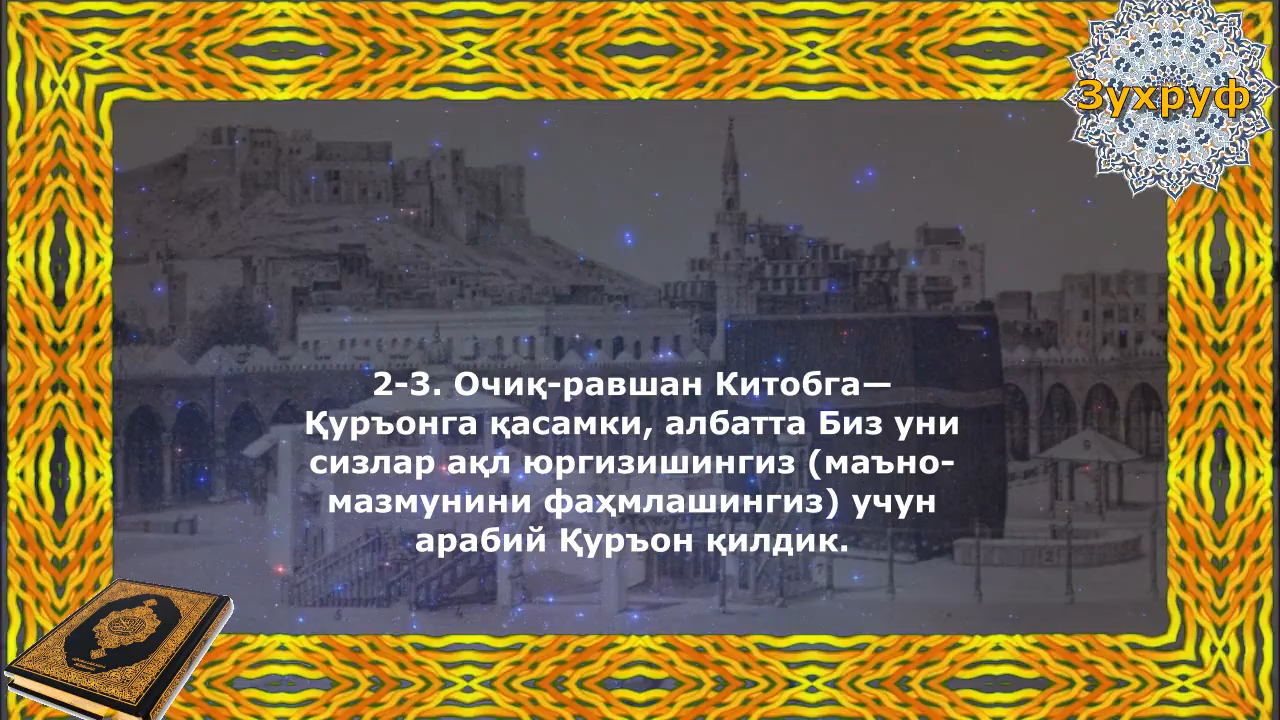 Зухруф
2-3. Очиқ-равшан Китобга—
Қуръонга қасамки, албатта Биз уни
сизлар ақл юргизишингиз (маъно-
мазмунини фаҳмлашингиз) учун
арабий Қуръон қилдик.